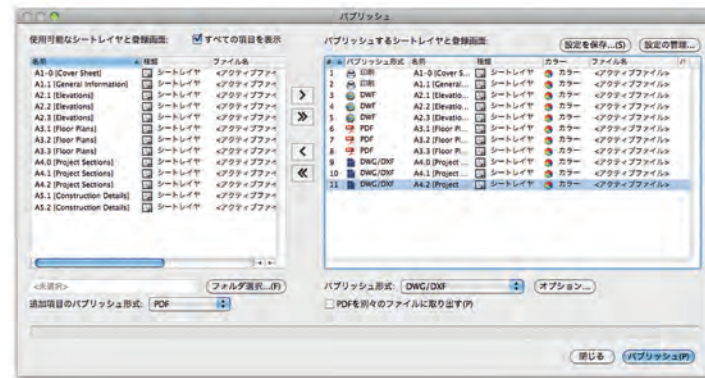 パブリッシュ
使用可能なシートレイヤと登録画面: すべての項目を表示
名前 種類 ファイル名
A1-0 [Cover Sheet] シートレイヤ <アクティブファイ
A1.1 [General Information] シートレイヤ <アクティブファイ
A2.1 [Elevations] シートレイヤ <アクティブファイ
A2.2 [Elevations] シートレイヤ <アクティブファイ
A2.3 [Elevations] シートレイヤ <アクティブファイ
A3.1 [Floor Plans] シートレイヤ <アクティブファイ
A3.2 [Floor Plans] シートレイヤ <アクティブファイ
A3.3 [Floor Plans] シートレイヤ <アクティブファイ
A4.0 [Project Sections] シートレイヤ <アクティブファイ
A4.1 [Project Sections] シートレイヤ <アクティブファイ
A4.2 [Project Sections] シートレイヤ <アクティブファイ
A5.1 [Construction Details] シートレイヤ <アクティブファイ
A5.2 [Construction Details] シートレイヤ <アクティブファイ
<未選択> フォルダ選択...(F)
追加項目のパブリッシュ形式: PDF
パブリッシュするシートレイヤと登録画面: 設定を保存...(S) 設定の管理...
# パブリッシュ形式 名前 種類 カラー ファイル名
1 印刷 A1-0 [Cover S... シートレイヤ カラー <アクティブファイル>
2 印刷 A1.1 [General... シートレイヤ カラー <アクティブファイル>
3 DWF A2.1 [Elevatio... シートレイヤ カラー <アクティブファイル>
4 DWF A2.2 [Elevatio... シートレイヤ カラー <アクティブファイル>
5 DWF A2.3 [Elevatio... シートレイヤ カラー <アクティブファイル>
6 PDF A3.1 [Floor Pl... シートレイヤ カラー <アクティブファイル>
7 PDF A3.2 [Floor Pl... シートレイヤ カラー <アクティブファイル>
8 PDF A3.3 [Floor Pl... シートレイヤ カラー <アクティブファイル>
9 DWG/DXF A4.0 [Project ... シートレイヤ カラー <アクティブファイル>
10 DWG/DXF A4.1 [Project ... シートレイヤ カラー <アクティブファイル>
11 DWG/DXF A4.2 [Project ... シートレイヤ カラー <アクティブファイル>
パブリッシュ形式: DWG/DXF オプション...
PDFを別々のファイルに取り出す(P)
閉じる パブリッシュ(P)